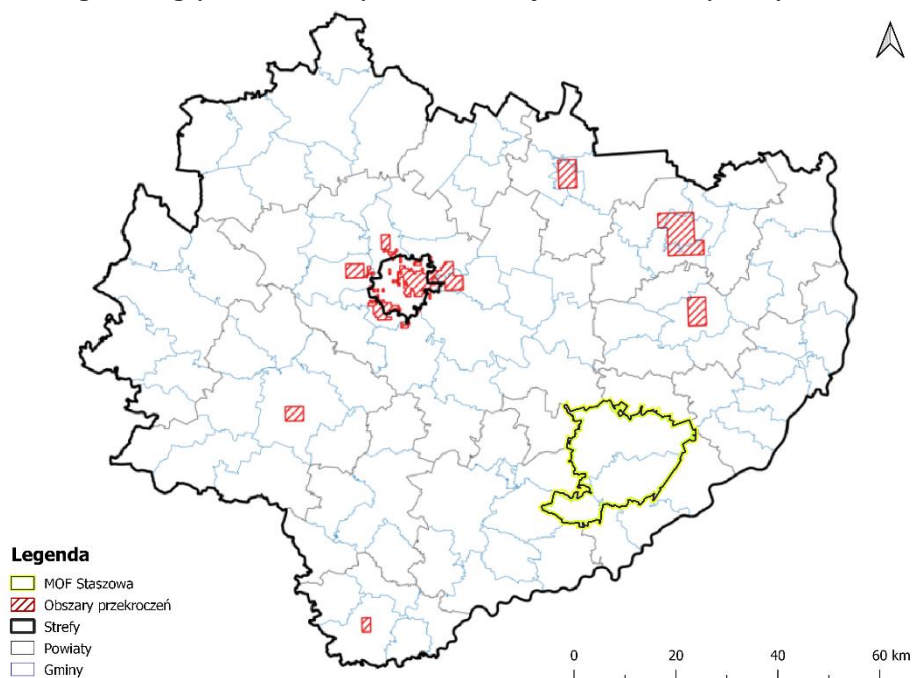 Legenda
MOF Staszowa
Obszary przekroczeń
Strefy
Powiaty
Gminy
0 20 40 60 km